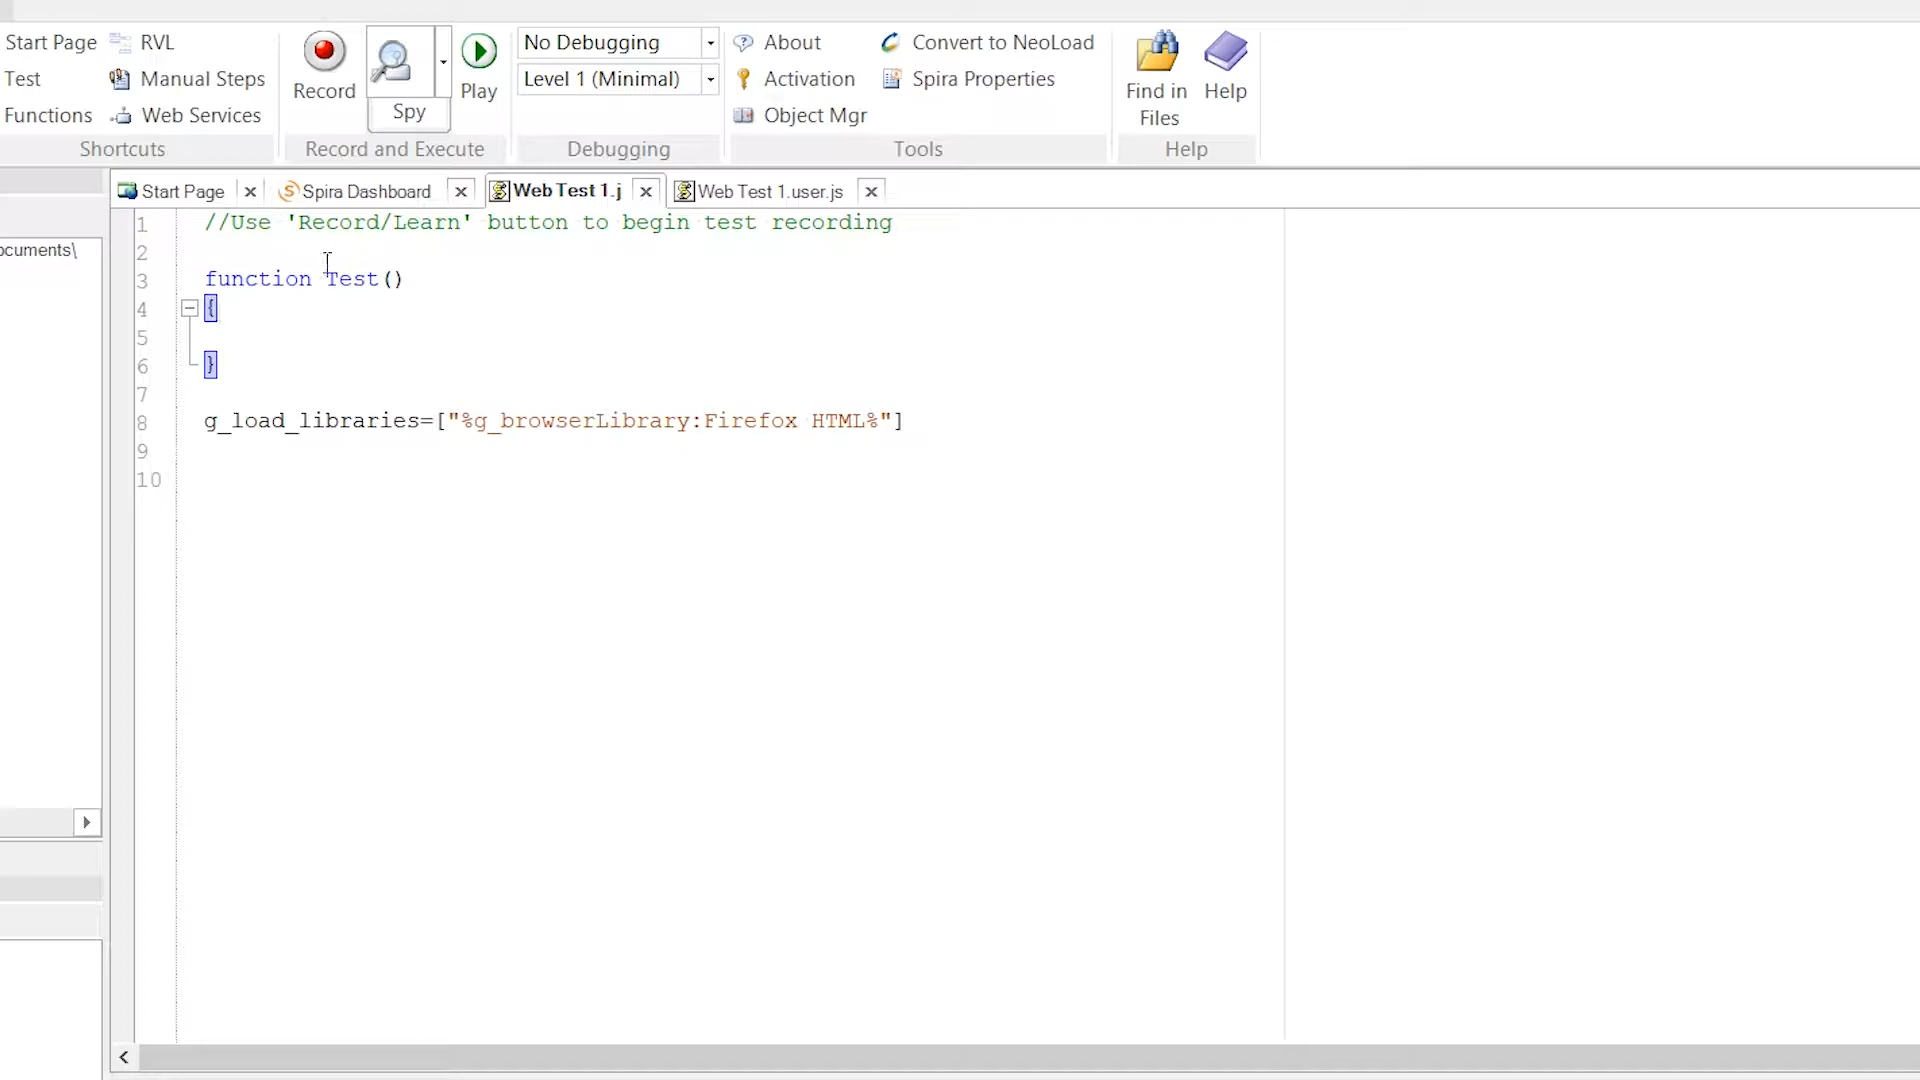 Start Page RVL
Test Manual Steps
Functions Web Services
Shortcuts
Record
Spy
Play
Record and Execute
No Debugging
Level 1 (Minimal)
Debugging
About Convert to NeoLoad
Activation Spira Properties
Object Mgr
Tools
Find in
Files
Help
Help
ocuments\
Start Page Spira Dashboard Web Test 1.j Web Test 1.user.js
1 //Use 'Record/Learn' button to begin test recording
2
3 function Test()
4 {
5
6 }
7
8 g_load_libraries=["%g_browserLibrary:Firefox HTML%"]
9
10